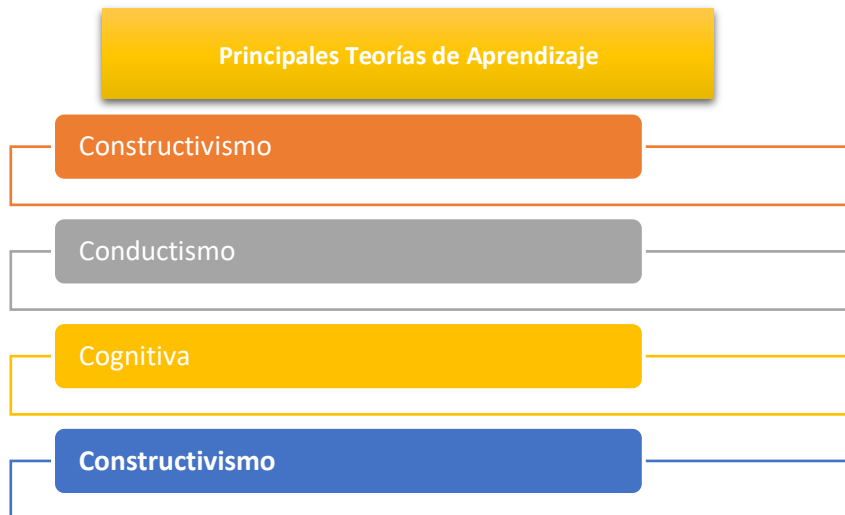 Principales Teorías de Aprendizaje
Constructivismo
Conductismo
Cognitiva
Constructivismo